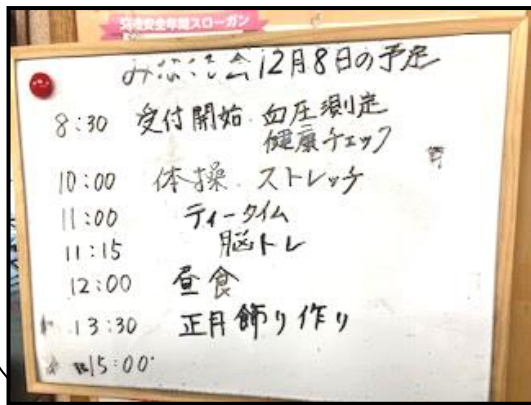 交通安全年間スローガン
会12月8日の予定
8:30 受付開始 血圧測定
健康チェック
10:00 体操 ストレッチ
11:00 ティータイム
11:15 脳トレ
12:00 昼食
13:30 正月飾り作り
15:00